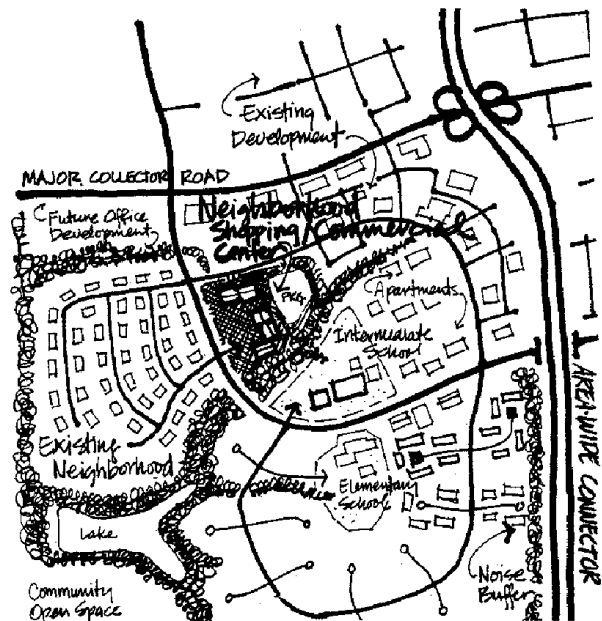 Existing
Development
MAJOR COLLECTOR ROAD
Future Office
Development
Neighborhood
Shopping/Commercial
Center
PKG.
Apartments
Intermediate
School
Existing
Neighborhood
Elementary
School
AREA-WIDE CONNECTOR
Lake
Noise
Buffer
Community
Open Space